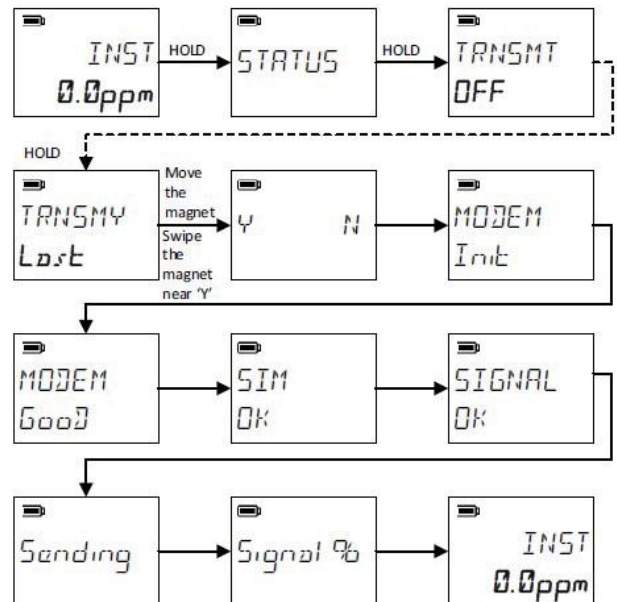 INST
0.0ppm
HOLD
STATUS
HOLD
TRNSMT
OFF
HOLD
TRNSMY
Last
Move
the
magnet
Swipe
the
magnet
near ‘Y’
Y N
MODEM
Init
MODEM
GooD
SIM
OK
SIGNAL
OK
Sending
Signal %
INST
0.0ppm